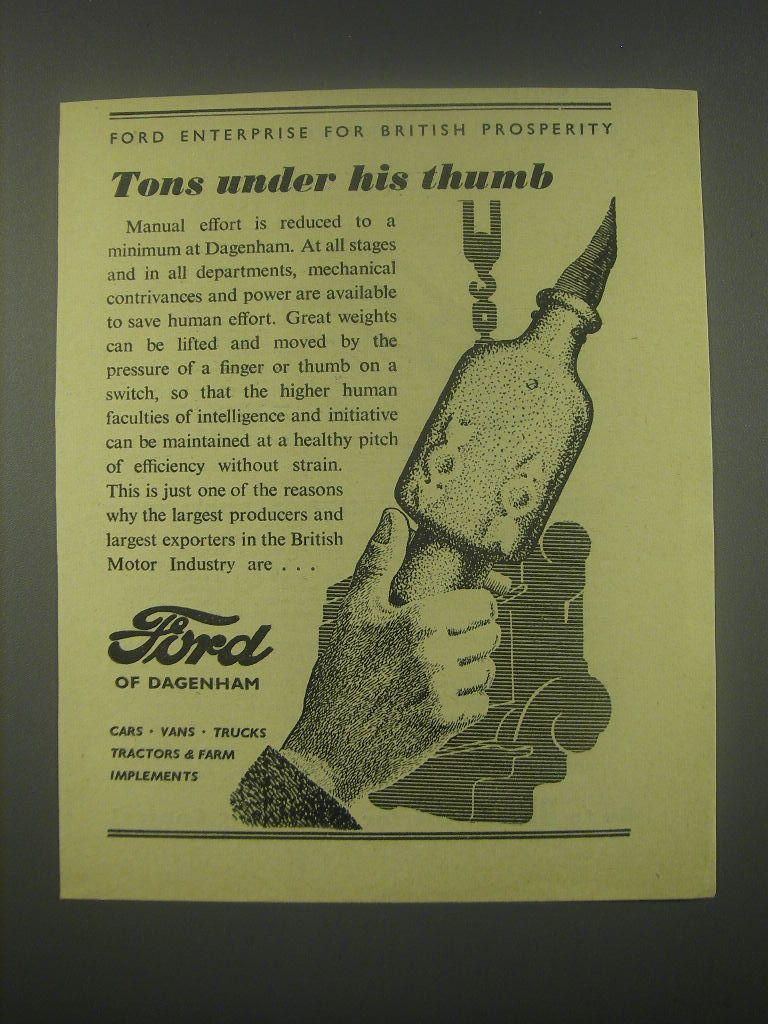 FORD ENTERPRISE FOR BRITISH PROSPERITY
Tons under his thumb
Manual effort is reduced to a
minimum at Dagenham. At all stages
and in all departments, mechanical
contrivances and power are available
to save human effort. Great weights
can be lifted and moved by the
pressure of a finger or thumb on a
switch, so that the higher human
faculties of intelligence and initiative
can be maintained at a healthy pitch
of efficiency without strain.
This is just one of the reasons
why the largest producers and
largest exporters in the British
Motor Industry are . . .
Ford
OF DAGENHAM
CARS · VANS · TRUCKS
TRACTORS & FARM
IMPLEMENTS